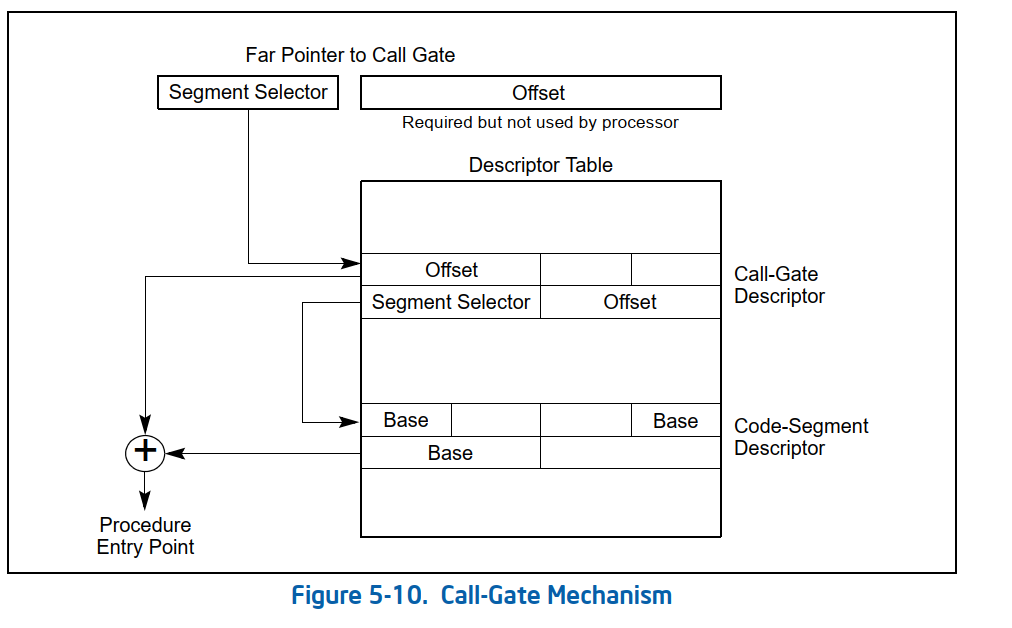 Far Pointer to Call Gate
Segment Selector
Offset
Required but not used by processor
Descriptor Table
Offset
Call-Gate
Descriptor
Segment Selector
Offset
Base
Base
Code-Segment
Descriptor
Base
+
Procedure
Entry Point
Figure 5-10. Call-Gate Mechanism